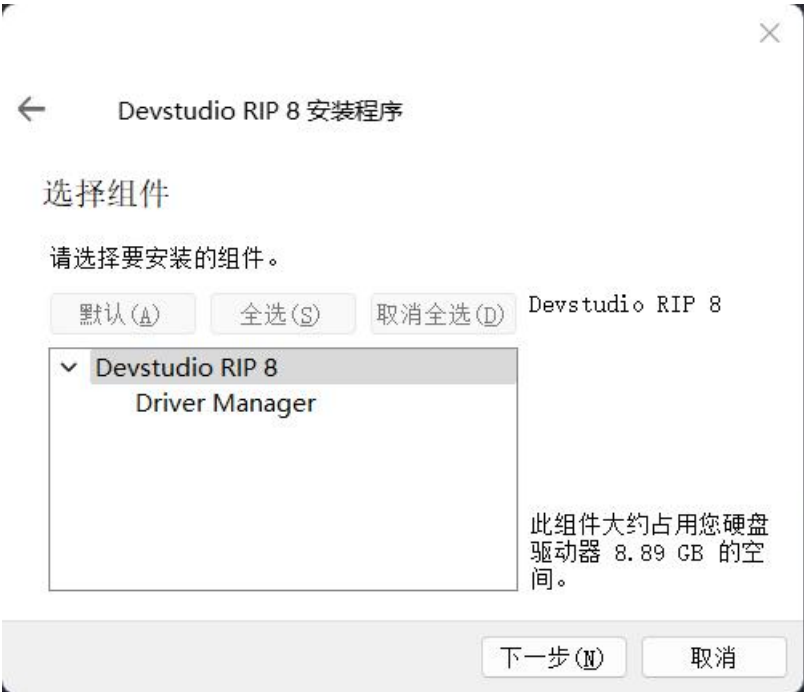 Devstudio RIP 8 安装程序
选择组件
请选择要安装的组件。
默认(A)
全选(S)
取消全选(D)
Devstudio RIP 8
Devstudio RIP 8
Driver Manager
此组件大约占用您硬盘
驱动器 8.89 GB 的空
间。
下一步(N)
取消